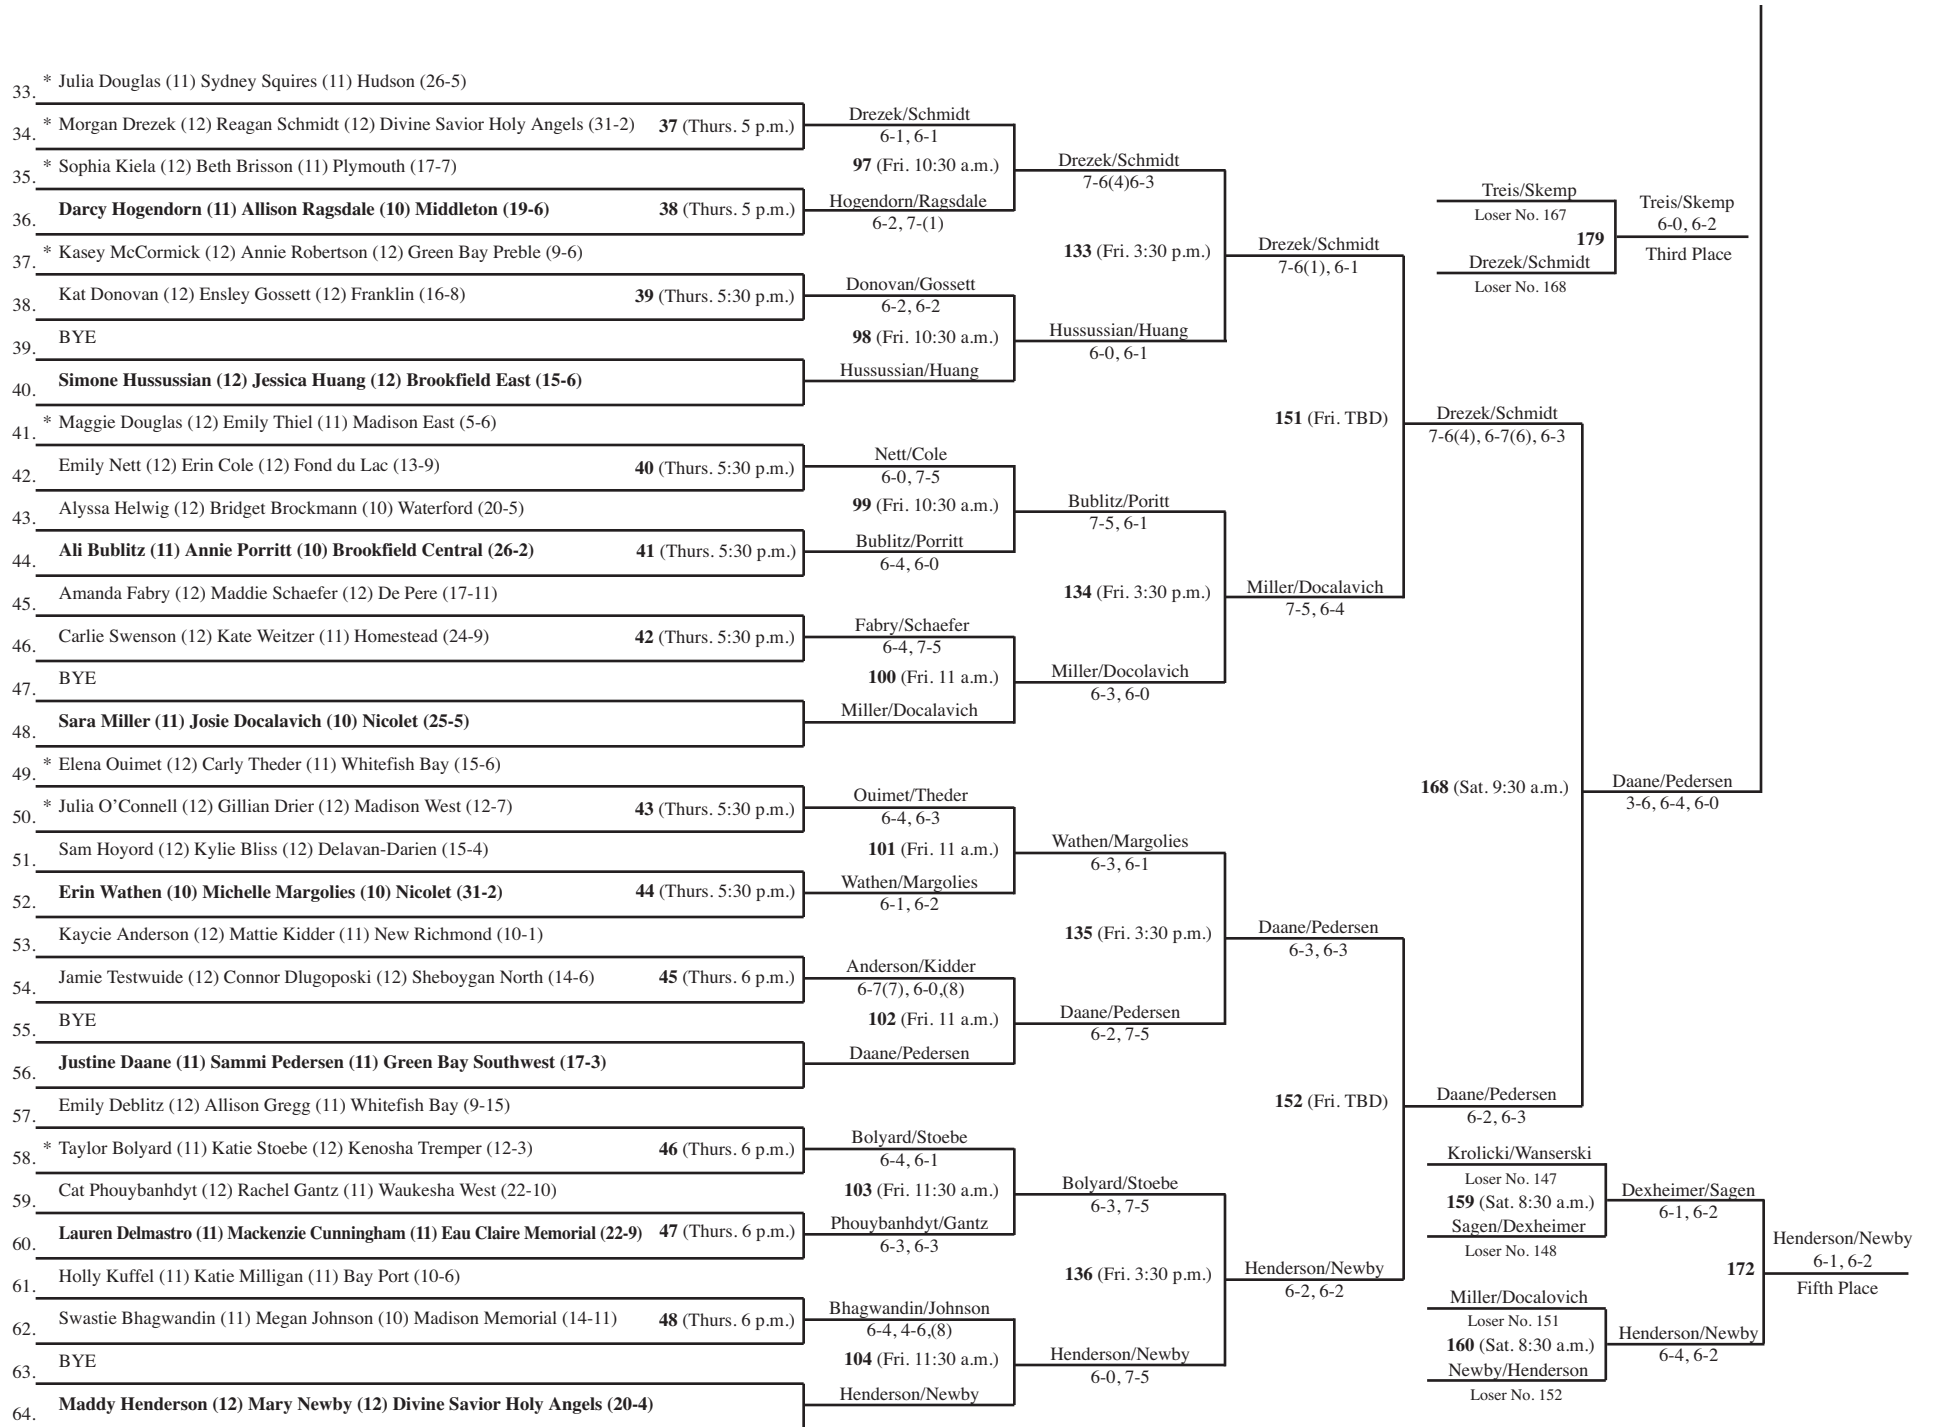 33. * Julia Douglas (11) Sydney Squires (11) Hudson (26-5)
34. * Morgan Drezek (12) Reagan Schmidt (12) Divine Savior Holy Angels (31-2) 37 (Thurs. 5 p.m.)
35. * Sophia Kiela (12) Beth Brisson (11) Plymouth (17-7)
36. Darcy Hogendorn (11) Allison Ragsdale (10) Middleton (19-6) 38 (Thurs. 5 p.m.)
37. * Kasey McCormick (12) Annie Robertson (12) Green Bay Preble (9-6)
38. Kat Donovan (12) Ensley Gossett (12) Franklin (16-8) 39 (Thurs. 5:30 p.m.)
39. BYE
40. Simone Hussussian (12) Jessica Huang (12) Brookfield East (15-6)
41. * Maggie Douglas (12) Emily Thiel (11) Madison East (5-6)
42. Emily Nett (12) Erin Cole (12) Fond du Lac (13-9) 40 (Thurs. 5:30 p.m.)
43. Alyssa Helwig (12) Bridget Brockmann (10) Waterford (20-5)
44. Ali Bublitz (11) Annie Porritt (10) Brookfield Central (26-2) 41 (Thurs. 5:30 p.m.)
45. Amanda Fabry (12) Maddie Schaefer (12) De Pere (17-11)
46. Carlie Swenson (12) Kate Weitzer (11) Homestead (24-9) 42 (Thurs. 5:30 p.m.)
47. BYE
48. Sara Miller (11) Josie Docalavich (10) Nicolet (25-5)
49. * Elena Ouimet (12) Carly Theder (11) Whitefish Bay (15-6)
50. * Julia O’Connell (12) Gillian Drier (12) Madison West (12-7) 43 (Thurs. 5:30 p.m.)
51. Sam Hoyord (12) Kylie Bliss (12) Delavan-Darien (15-4)
52. Erin Wathen (10) Michelle Margolies (10) Nicolet (31-2) 44 (Thurs. 5:30 p.m.)
53. Kaycie Anderson (12) Mattie Kidder (11) New Richmond (10-1)
54. Jamie Testwuide (12) Connor Dlugoposki (12) Sheboygan North (14-6) 45 (Thurs. 6 p.m.)
55. BYE
56. Justine Daane (11) Sammi Pedersen (11) Green Bay Southwest (17-3)
57. Emily Deblitz (12) Allison Gregg (11) Whitefish Bay (9-15)
58. * Taylor Bolyard (11) Katie Stoebe (12) Kenosha Tremper (12-3) 46 (Thurs. 6 p.m.)
59. Cat Phouybanhdyt (12) Rachel Gantz (11) Waukesha West (22-10)
60. Lauren Delmastro (11) Mackenzie Cunningham (11) Eau Claire Memorial (22-9) 47 (Thurs. 6 p.m.)
61. Holly Kuffel (11) Katie Milligan (11) Bay Port (10-6)
62. Swastie Bhagwandin (11) Megan Johnson (10) Madison Memorial (14-11) 48 (Thurs. 6 p.m.)
63. BYE
64. Maddy Henderson (12) Mary Newby (12) Divine Savior Holy Angels (20-4)
Drezek/Schmidt
6-1, 6-1
97 (Fri. 10:30 a.m.)
Hogendorn/Ragsdale
6-2, 7-(1)
Donovan/Gossett
6-2, 6-2
98 (Fri. 10:30 a.m.)
Hussussian/Huang
Nett/Cole
6-0, 7-5
99 (Fri. 10:30 a.m.)
Bublitz/Porritt
6-4, 6-0
Fabry/Schaefer
6-4, 7-5
100 (Fri. 11 a.m.)
Miller/Docalavich
Ouimet/Theder
6-4, 6-3
101 (Fri. 11 a.m.)
Wathen/Margolies
6-1, 6-2
Anderson/Kidder
6-7(7), 6-0,(8)
102 (Fri. 11 a.m.)
Daane/Pedersen
Bolyard/Stoebe
6-4, 6-1
103 (Fri. 11:30 a.m.)
Phouybanhdyt/Gantz
6-3, 6-3
Bhagwandin/Johnson
6-4, 4-6,(8)
104 (Fri. 11:30 a.m.)
Henderson/Newby
Drezek/Schmidt
7-6(4)6-3
133 (Fri. 3:30 p.m.)
Hussussian/Huang
6-0, 6-1
Bublitz/Poritt
7-5, 6-1
134 (Fri. 3:30 p.m.)
Miller/Docolavich
6-3, 6-0
Wathen/Margolies
6-3, 6-1
135 (Fri. 3:30 p.m.)
Daane/Pedersen
6-2, 7-5
Bolyard/Stoebe
6-3, 7-5
136 (Fri. 3:30 p.m.)
Henderson/Newby
6-0, 7-5
Drezek/Schmidt
7-6(1), 6-1
151 (Fri. TBD)
Miller/Docalavich
7-5, 6-4
Daane/Pedersen
6-3, 6-3
152 (Fri. TBD)
Henderson/Newby
6-2, 6-2
Drezek/Schmidt
7-6(4), 6-7(6), 6-3
168 (Sat. 9:30 a.m.)
Daane/Pedersen
6-2, 6-3
Daane/Pedersen
3-6, 6-4, 6-0
Treis/Skemp
Loser No. 167
179
Drezek/Schmidt
Loser No. 168
Treis/Skemp
6-0, 6-2
Third Place
Krolicki/Wanserski
Loser No. 147
159 (Sat. 8:30 a.m.)
Sagen/Dexheimer
Loser No. 148
Dexheimer/Sagen
6-1, 6-2
Miller/Docalovich
Loser No. 151
160 (Sat. 8:30 a.m.)
Newby/Henderson
Loser No. 152
Henderson/Newby
6-4, 6-2
172
Henderson/Newby
6-1, 6-2
Fifth Place